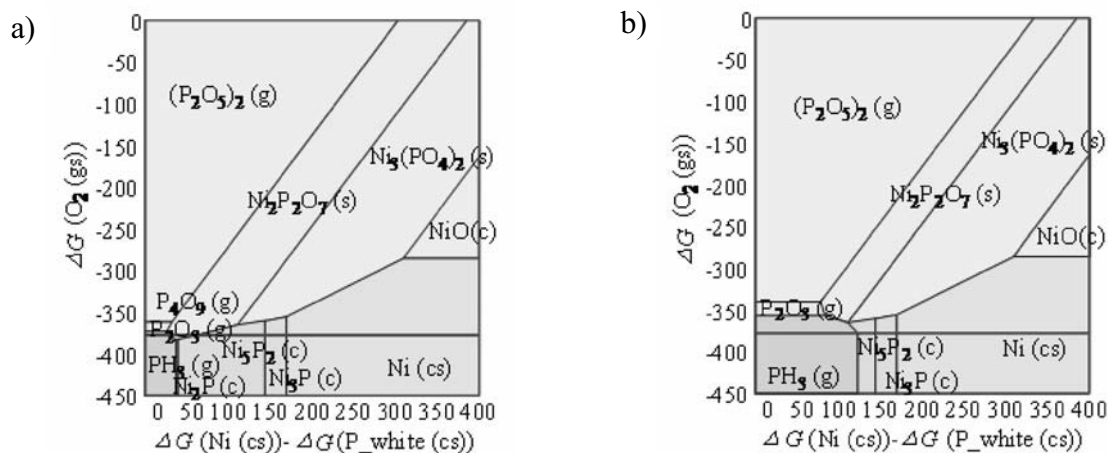 a)
0
-50
-100
-150
-200
-250
-300
-350
-400
-450
ΔG (O₂ (gs))
(P₂O₅)₂ (g)
Ni₃(PO₄)₂ (s)
Ni₂P₂O₇ (s)
NiO(c)
P₄O₉ (g)
P₂O₃ (g)
Ni₅P₂ (c)
PH₃ (g)
Ni₂P (c)
Ni₃P (c)
Ni (cs)
0 50 100 150 200 250 300 350 400
ΔG (Ni (cs))- ΔG(P_white (cs))
b)
0
-50
-100
-150
-200
-250
-300
-350
-400
-450
ΔG (O₂ (gs))
(P₂O₅)₂ (g)
Ni₃(PO₄)₂ (s)
Ni₂P₂O₇ (s)
NiO(c)
P₂O₃ (g)
Ni₅P₂ (c)
Ni (cs)
PH₃ (g)
Ni₃P (c)
0 50 100 150 200 250 300 350 400
ΔG (Ni (cs))- ΔG(P_white (cs))